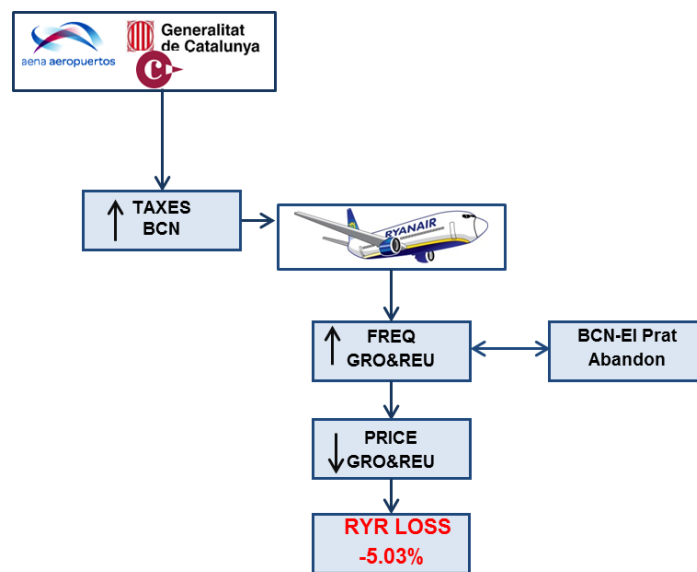 aena aeropuertos
Generalitat
de Catalunya
C
TAXES
BCN
RYANAIR
FREQ
GRO&REU
BCN-El Prat
Abandon
PRICE
GRO&REU
RYR LOSS
-5.03%